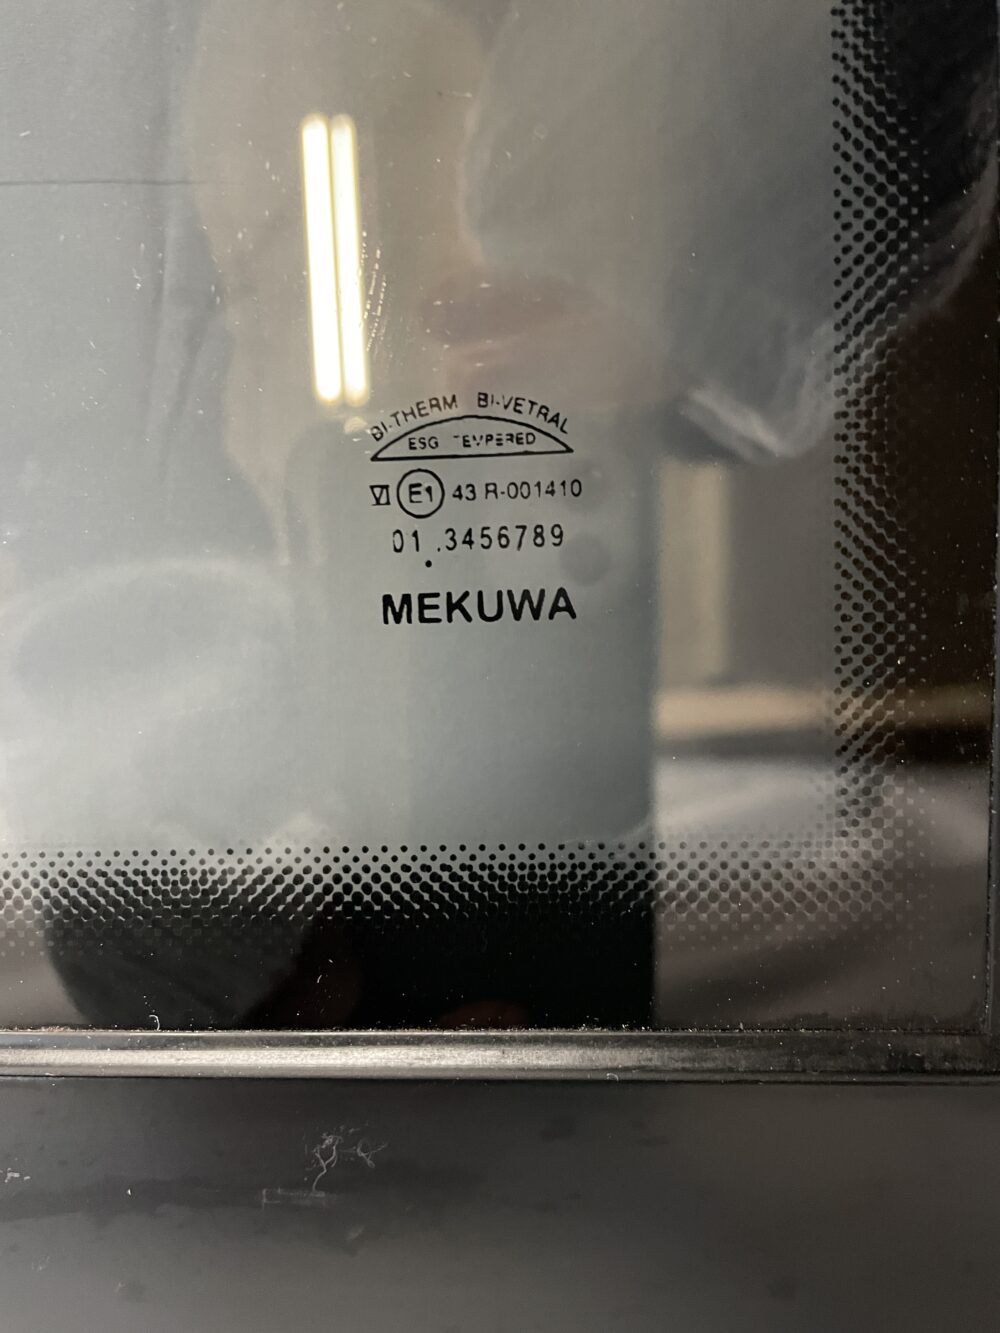 BI-THERM BI-VETRAL
ESG TEMPERED
VI E1 43 R-001410
01 .3456789
MEKUWA